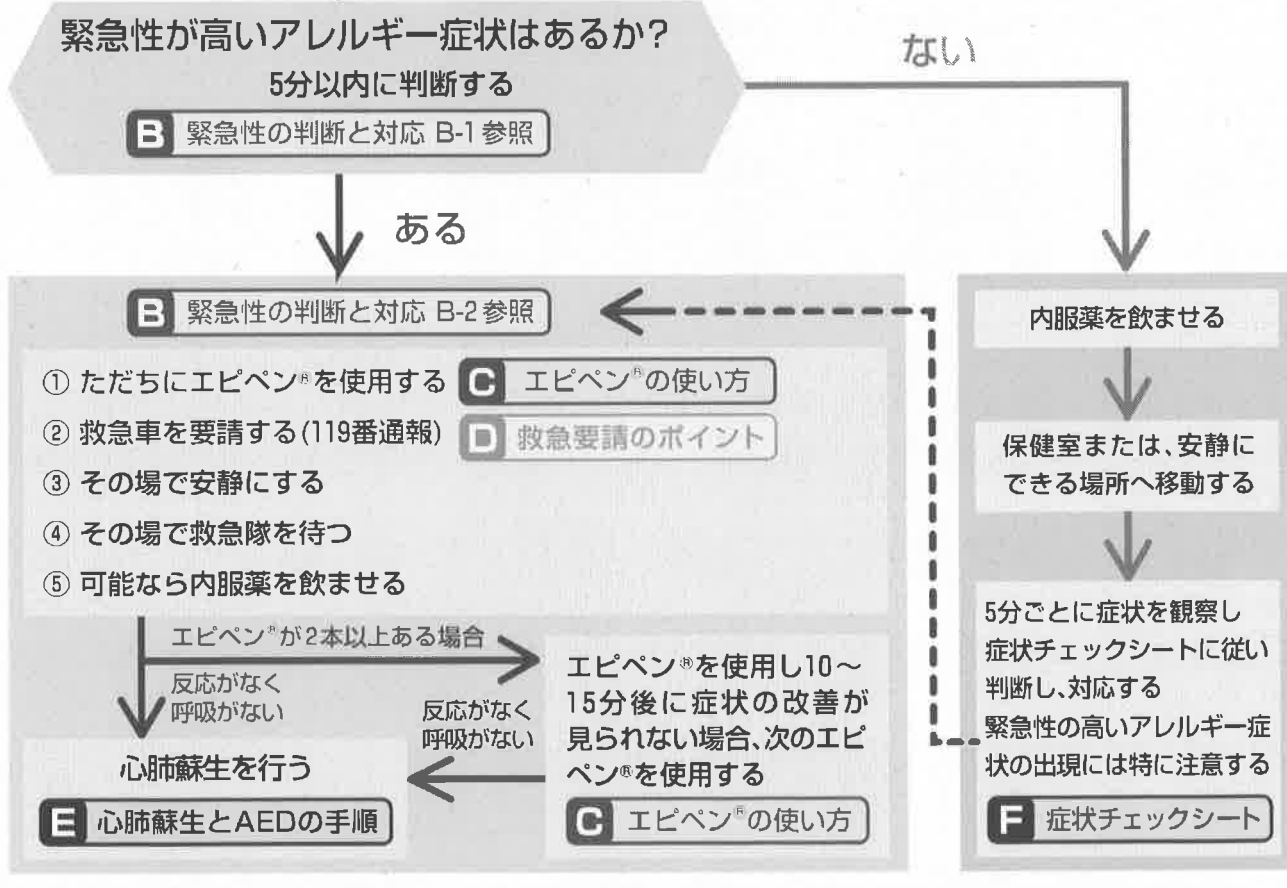 緊急性が高いアレルギー症状はあるか?
5分以内に判断する
B 緊急性の判断と対応 B-1参照
ない
ある
B 緊急性の判断と対応 B-2参照
① ただちにエピペン®を使用する C エピペン®の使い方
② 救急車を要請する(119番通報) D 救急要請のポイント
③ その場で安静にする
④ その場で救急隊を待つ
⑤ 可能なら内服薬を飲ませる
エピペン®が2本以上ある場合
反応がなく
呼吸がない
エピペン®を使用し10〜
15分後に症状の改善が
見られない場合、次のエピ
ペン®を使用する
C エピペン®の使い方
反応がなく
呼吸がない
心肺蘇生を行う
E 心肺蘇生とAEDの手順
内服薬を飲ませる
保健室または、安静に
できる場所へ移動する
5分ごとに症状を観察し
症状チェックシートに従い
判断し、対応する
緊急性の高いアレルギー症
状の出現には特に注意する
F 症状チェックシート